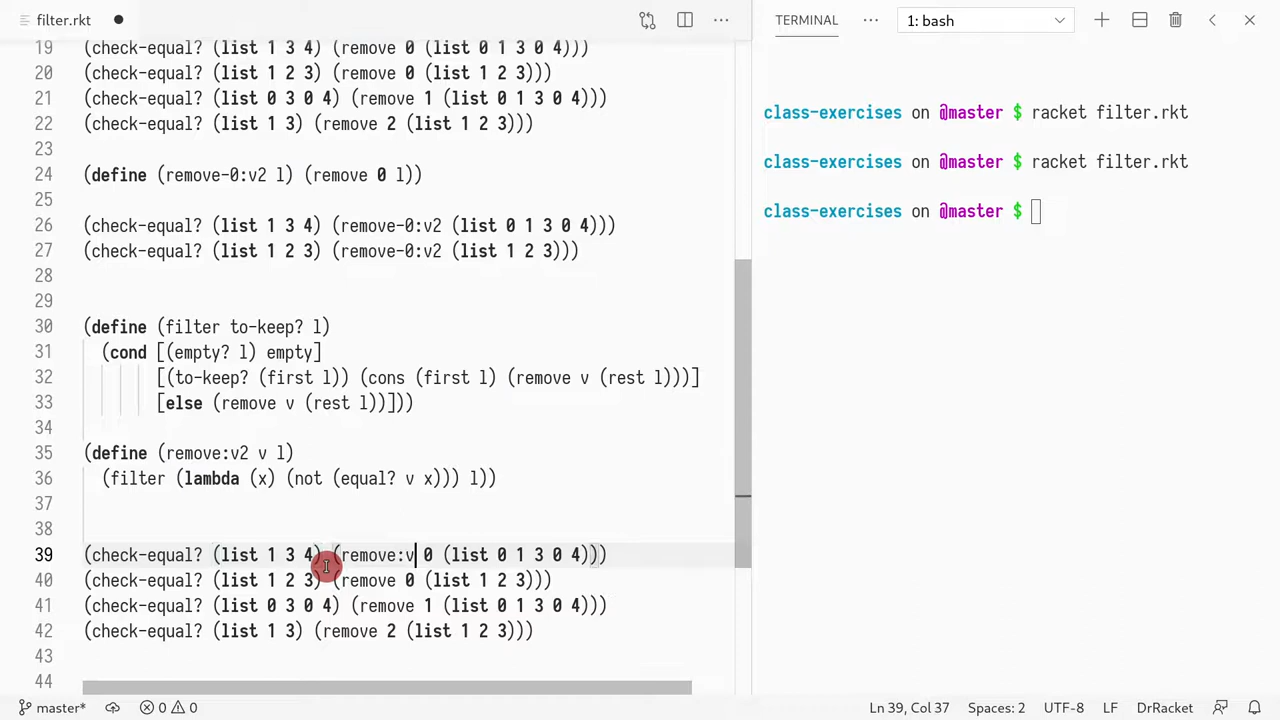 filter.rkt
TERMINAL
1: bash
19 (check-equal? (list 1 3 4) (remove 0 (list 0 1 3 0 4)))
20 (check-equal? (list 1 2 3) (remove 0 (list 1 2 3)))
21 (check-equal? (list 0 3 0 4) (remove 1 (list 0 1 3 0 4)))
22 (check-equal? (list 1 3) (remove 2 (list 1 2 3)))
23
24 (define (remove-0:v2 l) (remove 0 l))
25
26 (check-equal? (list 1 3 4) (remove-0:v2 (list 0 1 3 0 4)))
27 (check-equal? (list 1 2 3) (remove-0:v2 (list 1 2 3)))
28
29
30 (define (filter to-keep? l)
31   (cond [(empty? l) empty]
32         [(to-keep? (first l)) (cons (first l) (remove v (rest l)))]
33         [else (remove v (rest l))]))
34
35 (define (remove:v2 v l)
36   (filter (lambda (x) (not (equal? v x))) l))
37
38
39 (check-equal? (list 1 3 4) (remove:v 0 (list 0 1 3 0 4)))
40 (check-equal? (list 1 2 3) (remove 0 (list 1 2 3)))
41 (check-equal? (list 0 3 0 4) (remove 1 (list 0 1 3 0 4)))
42 (check-equal? (list 1 3) (remove 2 (list 1 2 3)))
43
44
class-exercises on @master $ racket filter.rkt
class-exercises on @master $ racket filter.rkt
class-exercises on @master $
master*
0
0
Ln 39, Col 37
Spaces: 2
UTF-8
LF
DrRacket